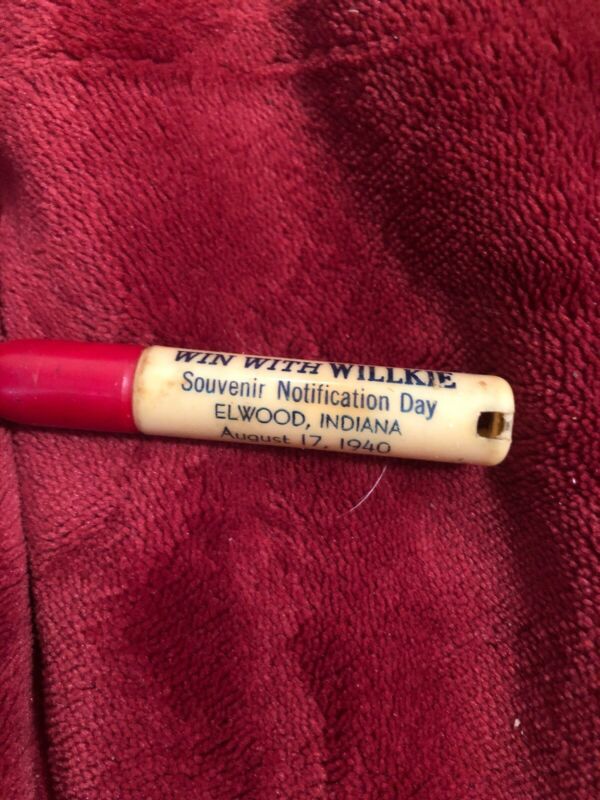 WIN WITH WILLKIE
Souvenir Notification Day
ELWOOD, INDIANA
August 17, 1940